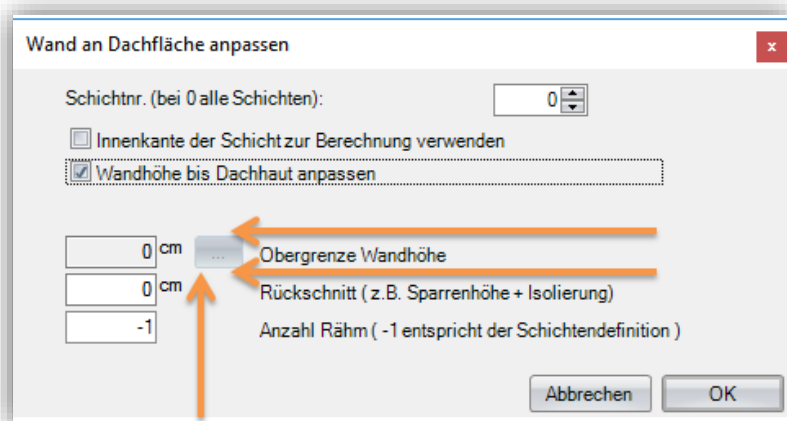 Wand an Dachfläche anpassen
x
Schichtnr. (bei 0 alle Schichten):
0
Innenkante der Schicht zur Berechnung verwenden
Wandhöhe bis Dachhaut anpassen
0 cm ... Obergrenze Wandhöhe
0 cm Rückschnitt ( z.B. Sparrenhöhe + Isolierung)
-1 Anzahl Rähm ( -1 entspricht der Schichtendefinition )
Abbrechen OK